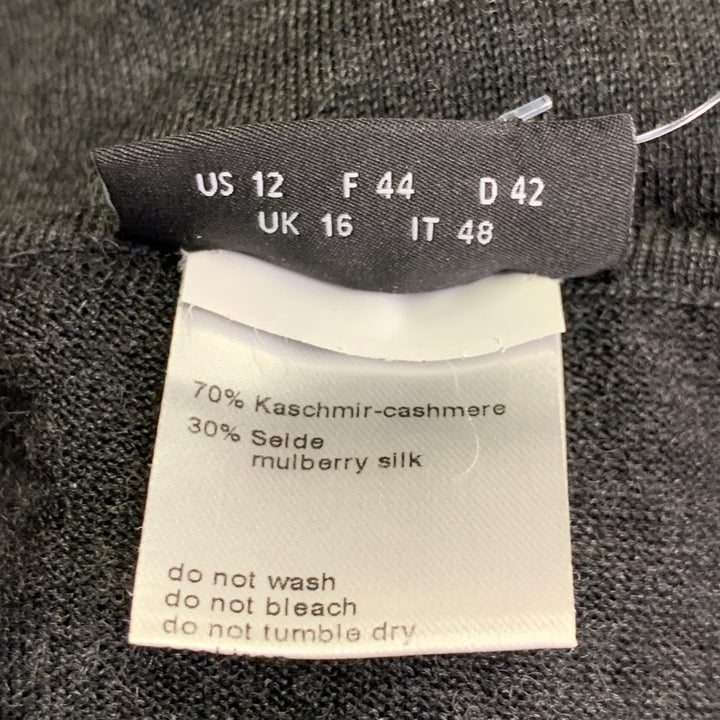 US 12 F 44 D 42
UK 16 IT 48
70% Kaschmir-cashmere
30% Seide
mulberry silk
do not wash
do not bleach
do not tumble dry